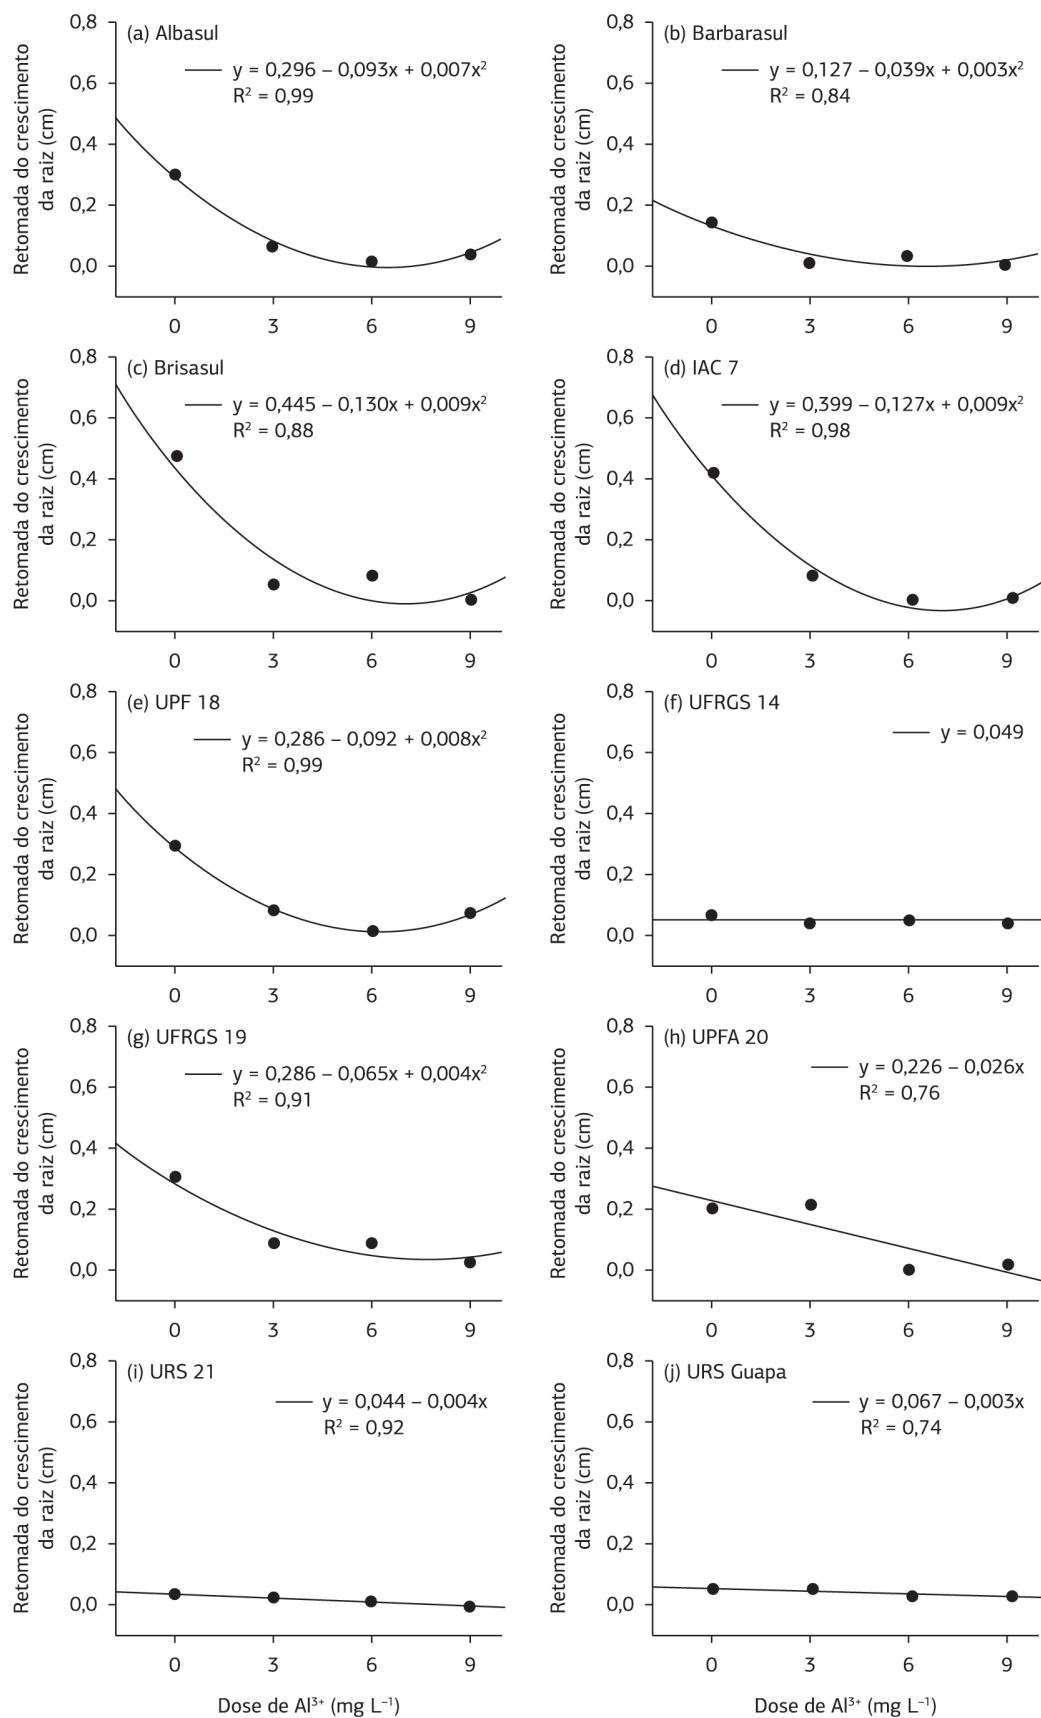 (a) Albasul
y = 0,296 – 0,093x + 0,007x²
R² = 0,99
Retomada do crescimento
da raiz (cm)
0,8
0,6
0,4
0,2
0,0
0 3 6 9
(b) Barbarasul
y = 0,127 – 0,039x + 0,003x²
R² = 0,84
Retomada do crescimento
da raiz (cm)
0,8
0,6
0,4
0,2
0,0
0 3 6 9
(c) Brisasul
y = 0,445 – 0,130x + 0,009x²
R² = 0,88
Retomada do crescimento
da raiz (cm)
0,8
0,6
0,4
0,2
0,0
0 3 6 9
(d) IAC 7
y = 0,399 – 0,127x + 0,009x²
R² = 0,98
Retomada do crescimento
da raiz (cm)
0,8
0,6
0,4
0,2
0,0
0 3 6 9
(e) UPF 18
y = 0,286 – 0,092 + 0,008x²
R² = 0,99
Retomada do crescimento
da raiz (cm)
0,8
0,6
0,4
0,2
0,0
0 3 6 9
(f) UFRGS 14
y = 0,049
Retomada do crescimento
da raiz (cm)
0,8
0,6
0,4
0,2
0,0
0 3 6 9
(g) UFRGS 19
y = 0,286 – 0,065x + 0,004x²
R² = 0,91
Retomada do crescimento
da raiz (cm)
0,8
0,6
0,4
0,2
0,0
0 3 6 9
(h) UPFA 20
y = 0,226 – 0,026x
R² = 0,76
Retomada do crescimento
da raiz (cm)
0,8
0,6
0,4
0,2
0,0
0 3 6 9
(i) URS 21
y = 0,044 – 0,004x
R² = 0,92
Retomada do crescimento
da raiz (cm)
0,8
0,6
0,4
0,2
0,0
0 3 6 9
Dose de Al³⁺ (mg L⁻¹)
(j) URS Guapa
y = 0,067 – 0,003x
R² = 0,74
Retomada do crescimento
da raiz (cm)
0,8
0,6
0,4
0,2
0,0
0 3 6 9
Dose de Al³⁺ (mg L⁻¹)